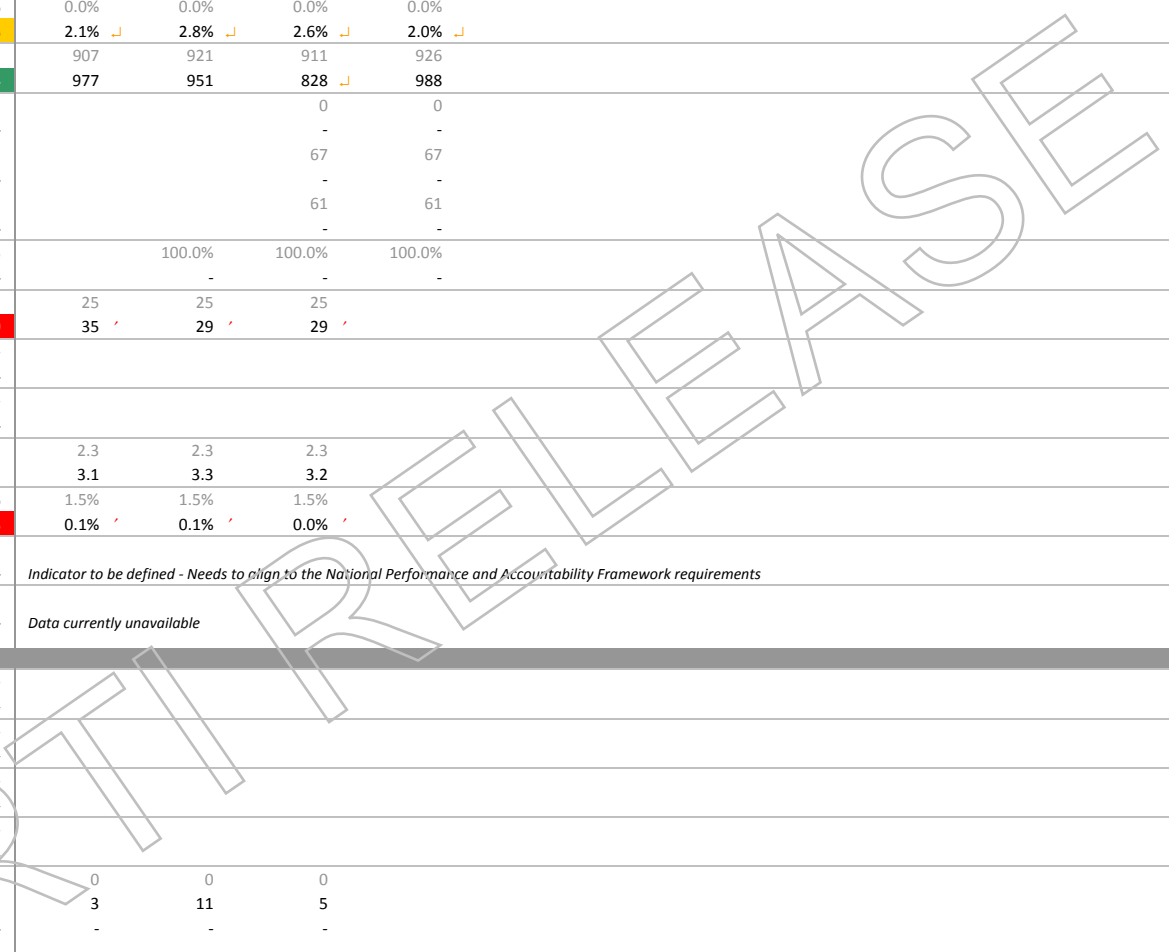 0.0% 0.0% 0.0% 0.0%
2.1% 2.8% 2.6% 2.0%
907 921 911 926
977 951 828 988
0 0
- -
67 67
- -
61 61
- -
100.0% 100.0% 100.0%
- - -
25 25 25
35 29 29
2.3 2.3 2.3
3.1 3.3 3.2
1.5% 1.5% 1.5%
0.1% 0.1% 0.0%
Indicator to be defined - Needs to align to the National Performance and Accountability Framework requirements
Data currently unavailable
0 0 0
3 11 5
- - -
RTI RELEASE